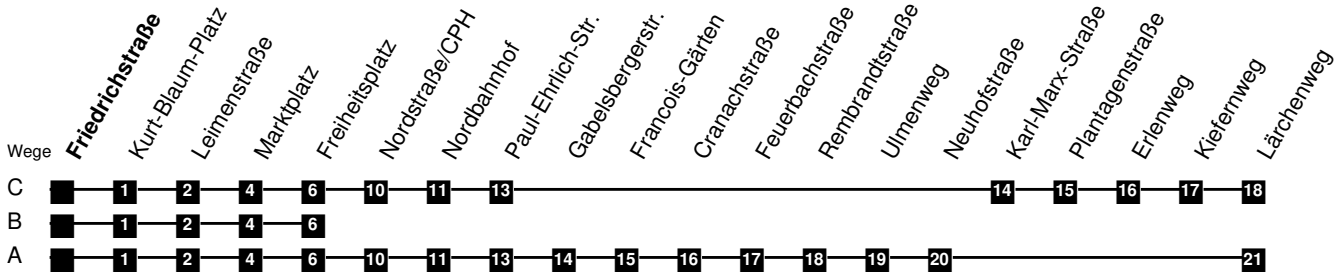 Friedrichstraße
Kurt-Blaum-Platz
Leimenstraße
Marktplatz
Freiheitsplatz
Nordstraße/CPH
Nordbahnhof
Paul-Ehrlich-Str.
Gabelsbergerstr.
Francois-Gärten
Cranachstraße
Feuerbachstraße
Rembrandtstraße
Ulmenweg
Neuhofstraße
Karl-Marx-Straße
Plantagenstraße
Erlenweg
Kiefernweg
Lärchenweg
Wege
C 1 2 4 6 10 11 13 14 15 16 17 18
B 1 2 4 6
A 1 2 4 6 10 11 13 14 15 16 17 18 19 20 21